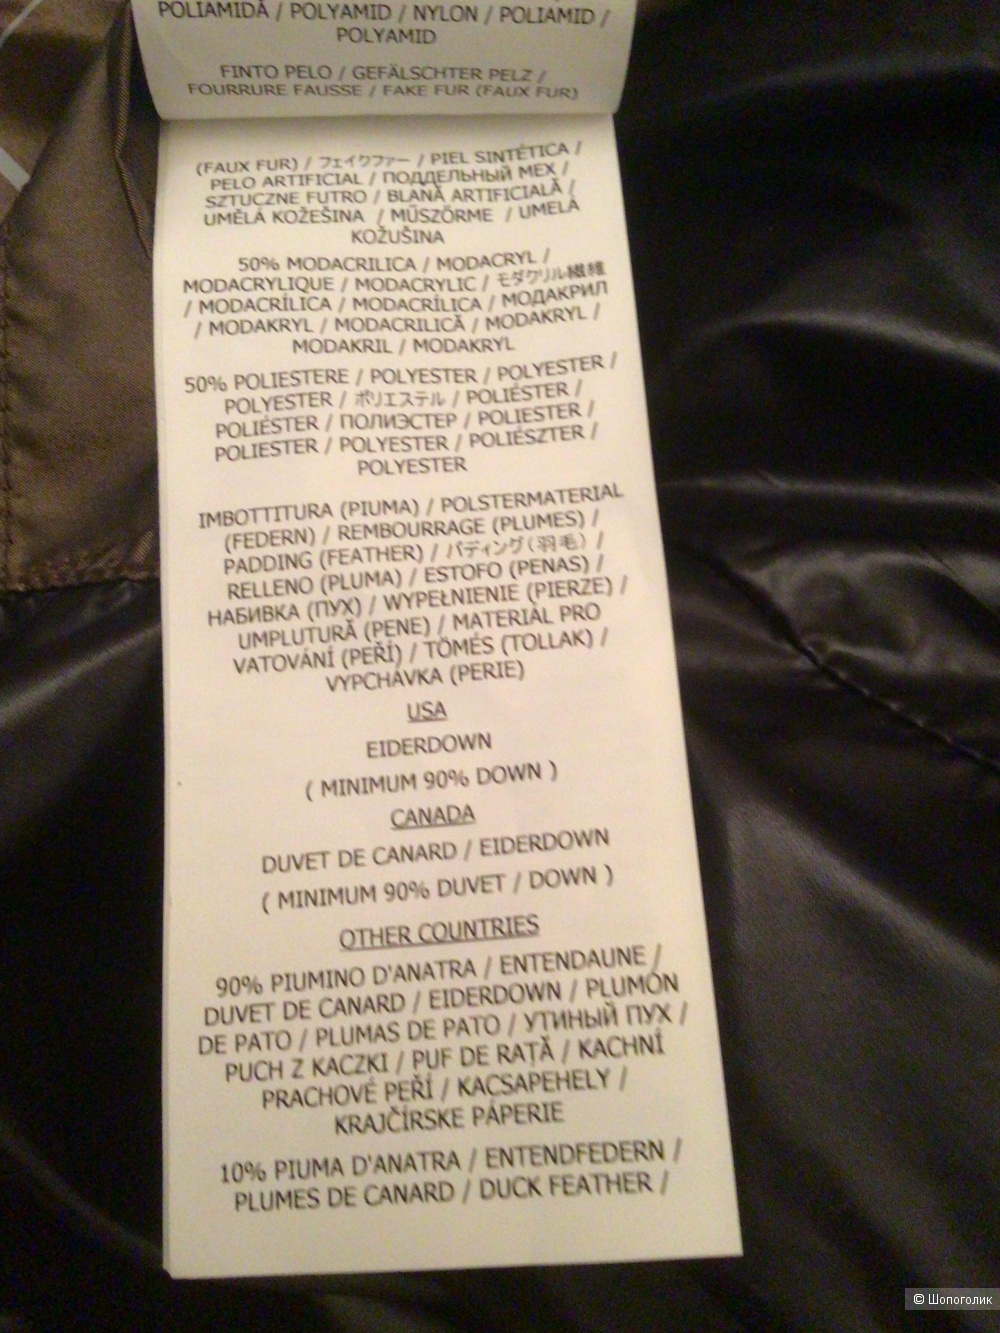 POLIAMIDĂ / POLYAMID / NYLON / POLIAMID /
POLYAMID
FINTO PELO / GEFÄLSCHTER PELZ /
FOURRURE FAUSSE / FAKE FUR (FAUX FUR)
(FAUX FUR) / フェイクファー / PIEL SINTÉTICA /
PELO ARTIFICIAL / ПОДДЕЛЬНЫЙ МЕХ /
SZTUCZNE FUTRO / BLANĂ ARTIFICIALĂ /
UMĚLÁ KOŽEŠINA / MŰSZŐRME / UMELÁ
KOŽUŠINA
50% MODACRILICA / MODACRYL /
MODACRYLIQUE / MODACRYLIC / モダクリル繊維
/ MODACRÍLICA / MODACRÍLICA / МОДАКРИЛ
/ MODAKRYL / MODACRILICĂ / MODAKRYL /
MODAKRIL / MODAKRYL
50% POLIESTERE / POLYESTER / POLYESTER /
POLYESTER / ポリエステル / POLIÉSTER /
POLIÉSTER / ПОЛИЭСТЕР / POLIESTER /
POLIESTER / POLYESTER / POLIÉSZTER /
POLYESTER
IMBOTTITURA (PIUMA) / POLSTERMATERIAL
(FEDERN) / REMBOURRAGE (PLUMES) /
PADDING (FEATHER) / パディング(羽毛) /
RELLENO (PLUMA) / ESTOFO (PENAS) /
НАБИВКА (ПУХ) / WYPEŁNIENIE (PIERZE) /
UMPLUTURĂ (PENE) / MATERIÁL PRO
VATOVÁNÍ (PEŘÍ) / TÖMÉS (TOLLAK) /
VYPCHÁVKA (PERIE)
USA
EIDERDOWN
( MINIMUM 90% DOWN )
CANADA
DUVET DE CANARD / EIDERDOWN
( MINIMUM 90% DUVET / DOWN )
OTHER COUNTRIES
90% PIUMINO D'ANATRA / ENTENDAUNE /
DUVET DE CANARD / EIDERDOWN / PLUMÓN
DE PATO / PLUMAS DE PATO / УТИНЫЙ ПУХ /
PUCH Z KACZKI / PUF DE RAȚĂ / KACHNÍ
PRACHOVÉ PEŘÍ / KACSAPEHELY /
KRAJČÍRSKE PÁPERIE
10% PIUMA D'ANATRA / ENTENDFEDERN /
PLUMES DE CANARD / DUCK FEATHER /
© Шопоголик